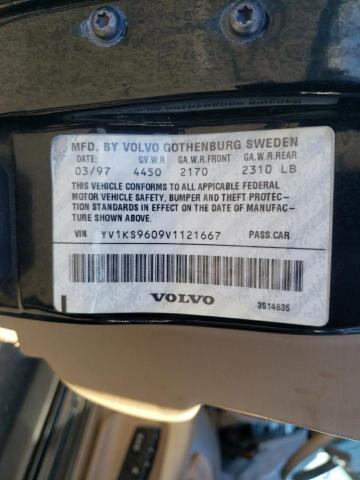 MFD. BY VOLVO GOTHENBURG SWEDEN
DATE: GV.W.R GA.W.R.FRONT GA.W.R.REAR
03/97 4450 2170 2310 LB
THIS VEHICLE CONFORMS TO ALL APPLICABLE FEDERAL
MOTOR VEHICLE SAFETY, BUMPER AND THEFT PROTEC-
TION STANDARDS IN EFFECT ON THE DATE OF MANUFAC-
TURE SHOWN ABOVE.
VIN: YV1KS9609V1121667 PASS.CAR
VOLVO
3514635